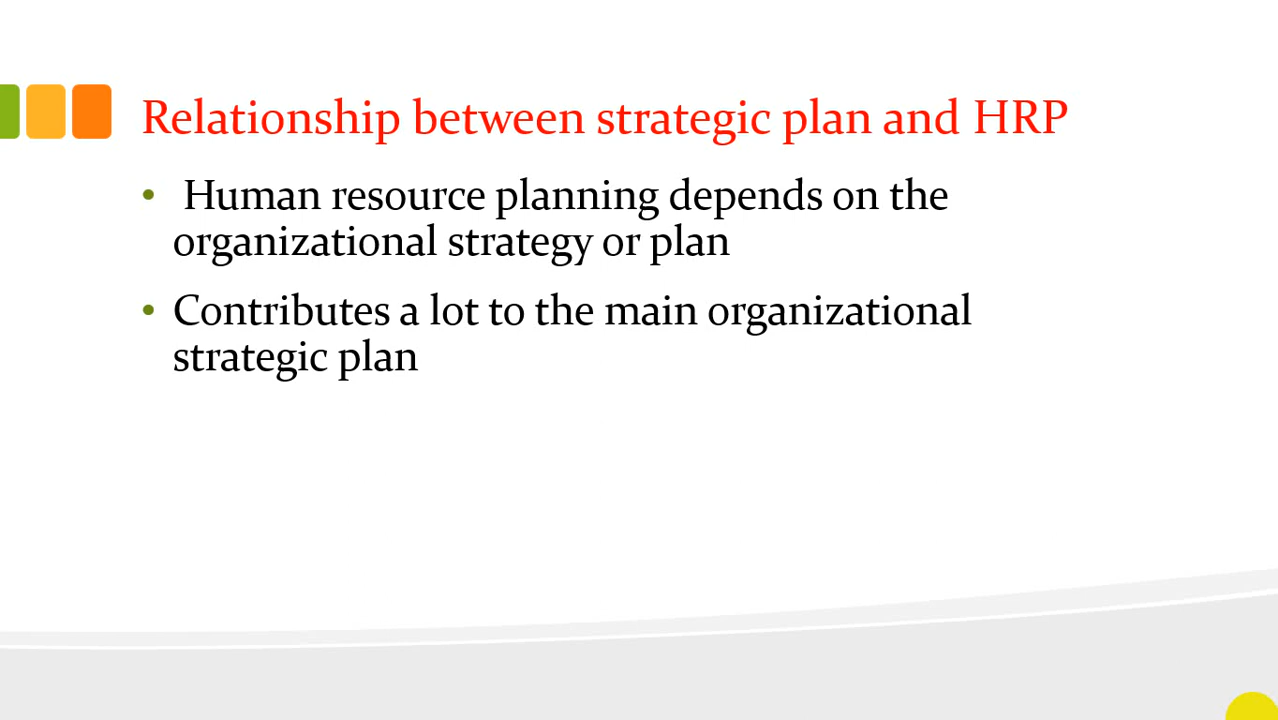 Relationship between strategic plan and HRP
• Human resource planning depends on the
organizational strategy or plan
• Contributes a lot to the main organizational
strategic plan